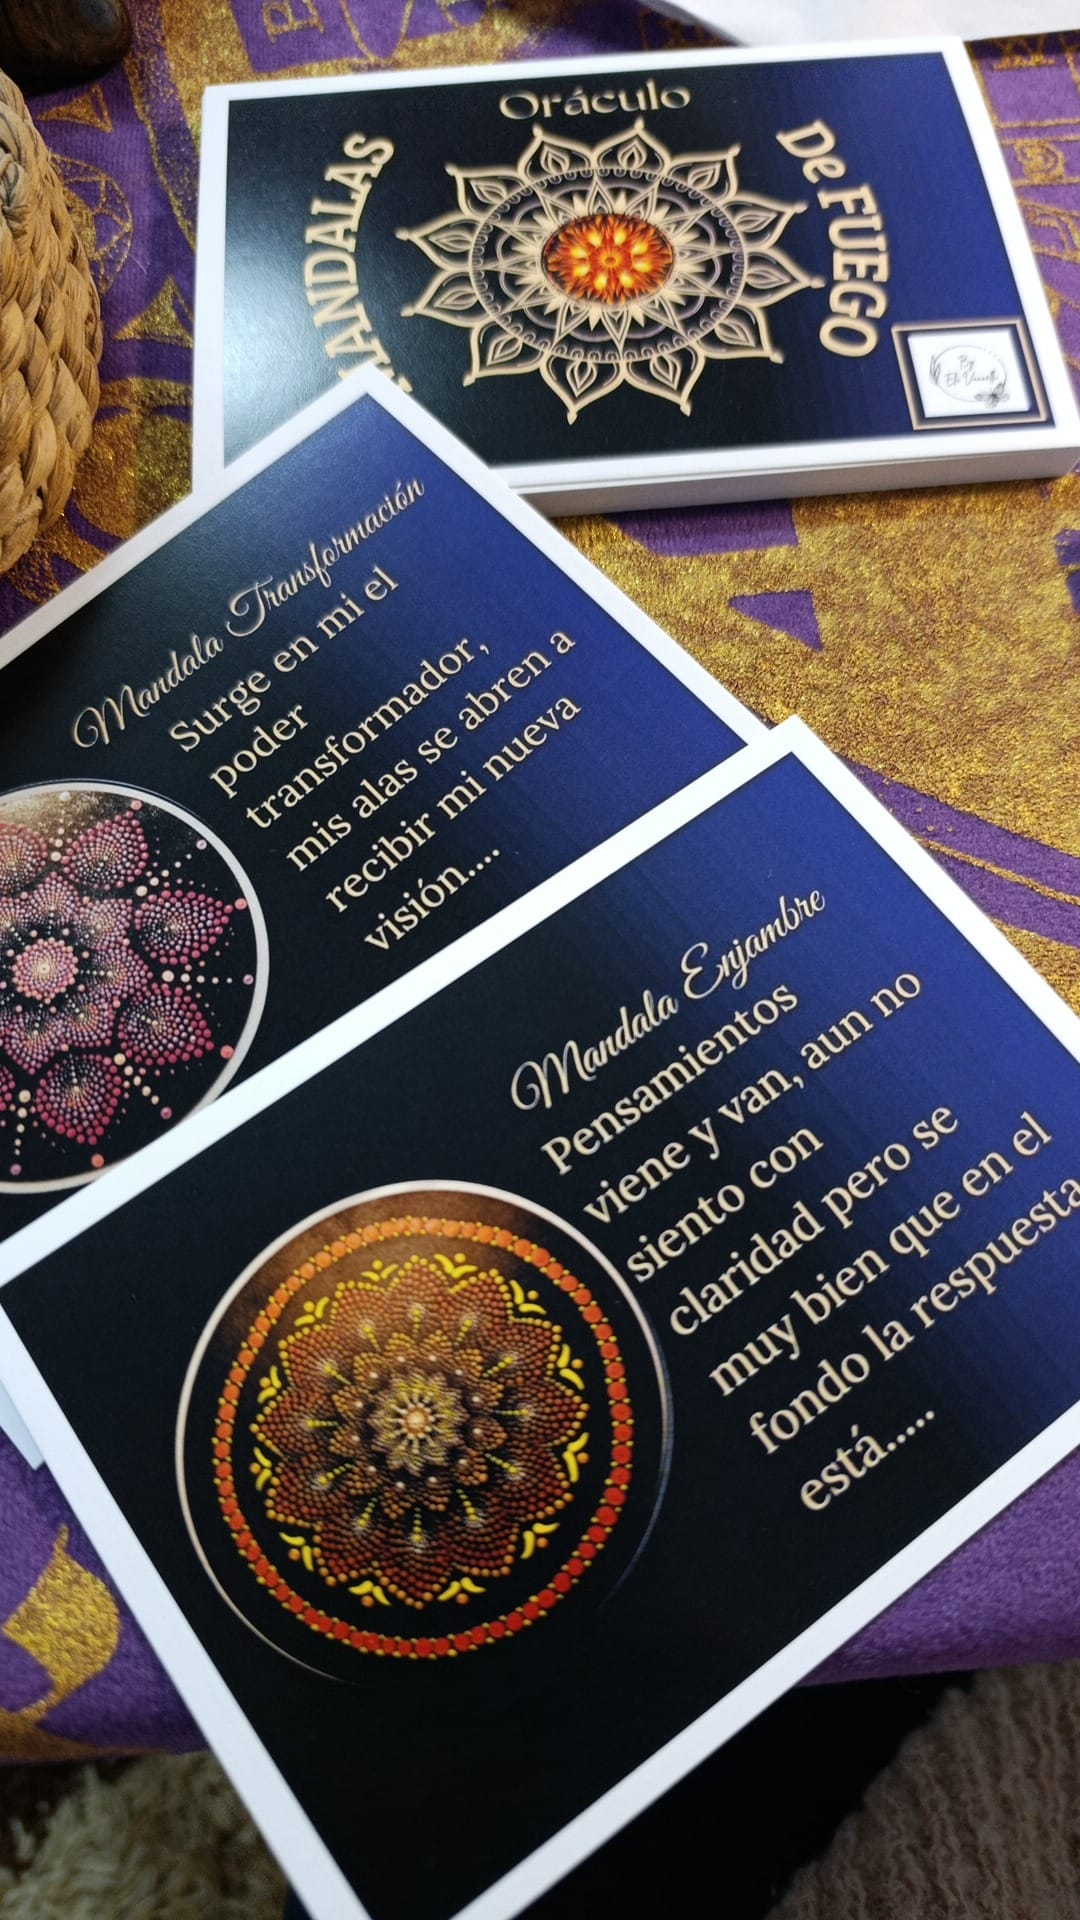 Oráculo
MANDALAS
De FUEGO
By
Mandala Transformación
Surge en mi el
poder
transformador,
mis alas se abren a
recibir mi nueva
visión....
Mandala Enjambre
Pensamientos
viene y van, aun no
siento con
claridad pero se
muy bien que en el
fondo la respuesta
está.....